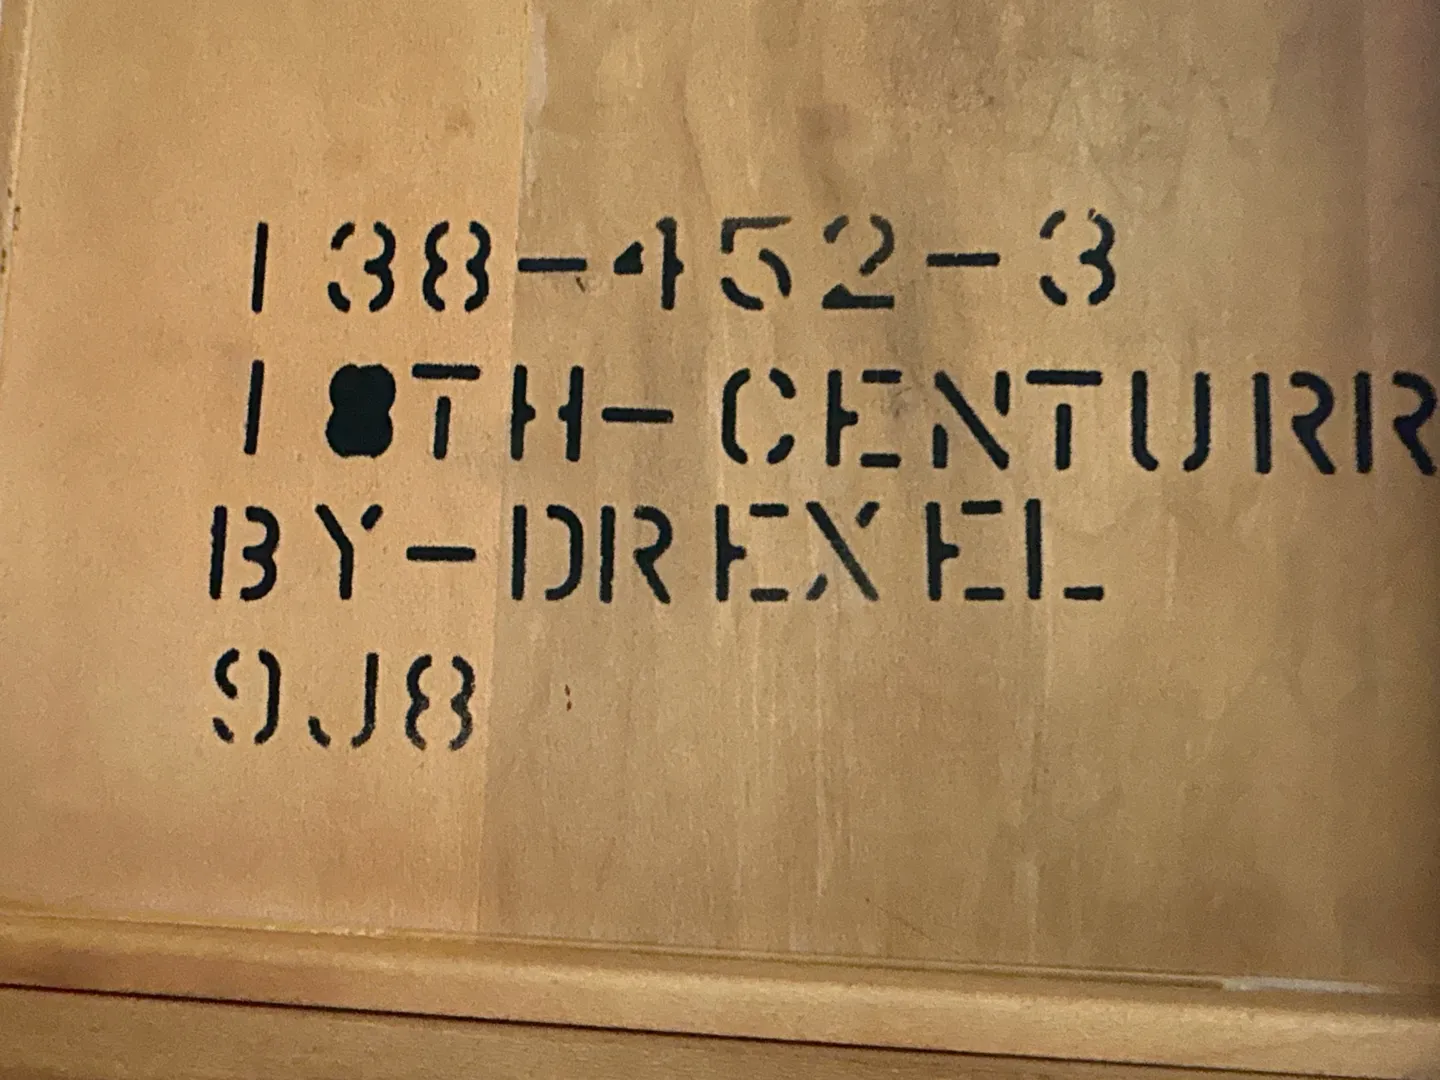 138-452-3
18TH-CENTURR
BY-DREXEL
9J8